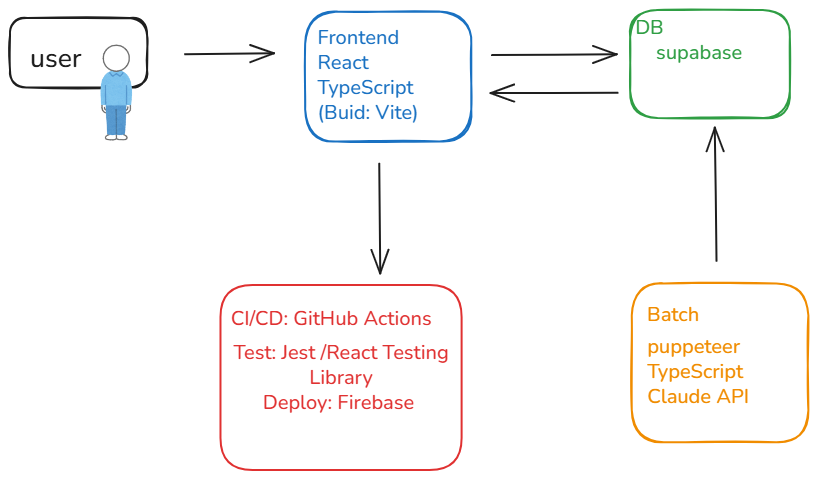 user
Frontend
React
TypeScript
(Buid: Vite)
DB
supabase
CI/CD: GitHub Actions
Test: Jest /React Testing
Library
Deploy: Firebase
Batch
puppeteer
TypeScript
Claude API